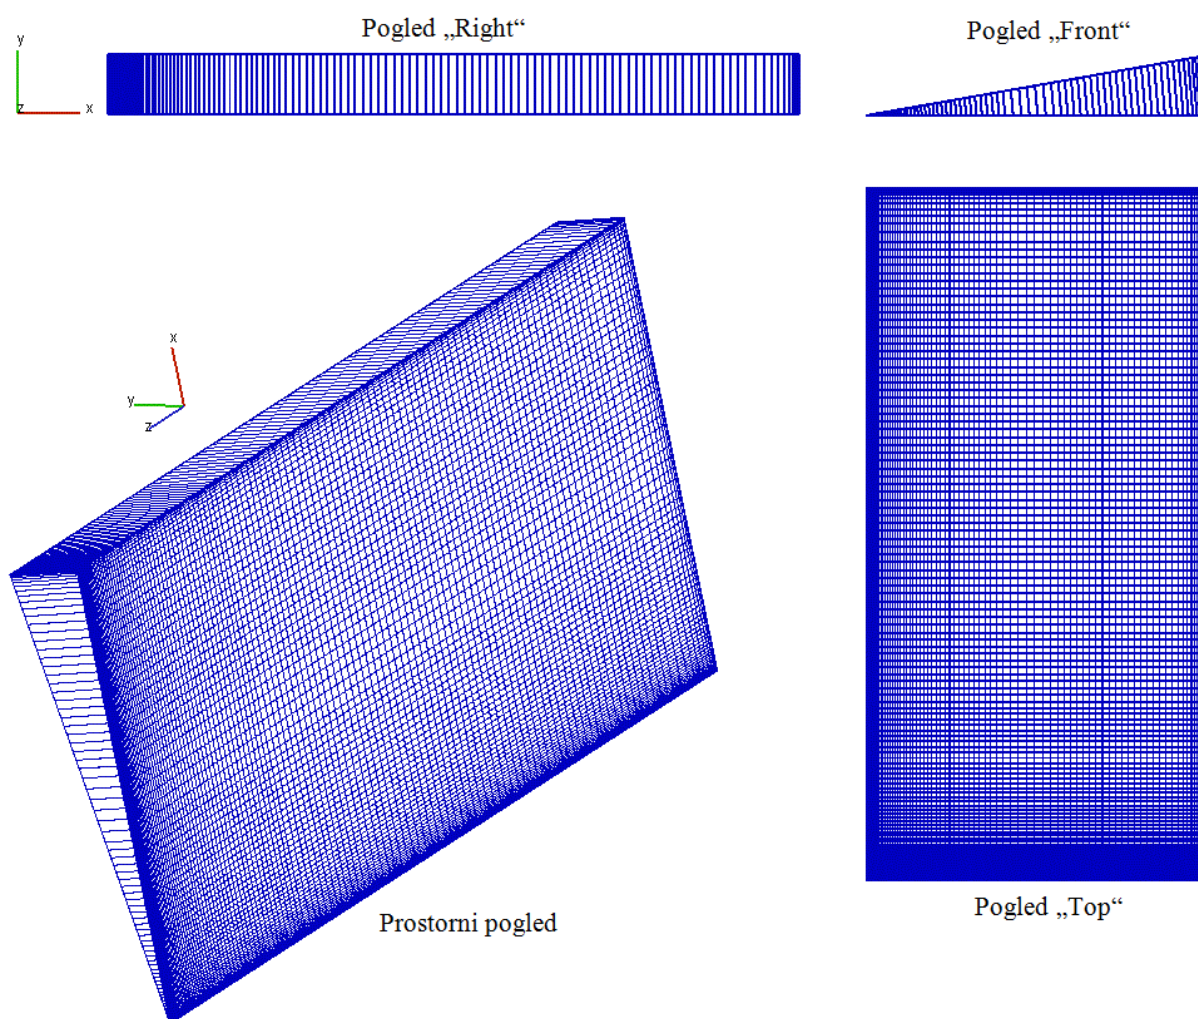 Pogled „Right“
Pogled „Front“
y
z
x
x
y
z
Prostorni pogled
Pogled „Top“